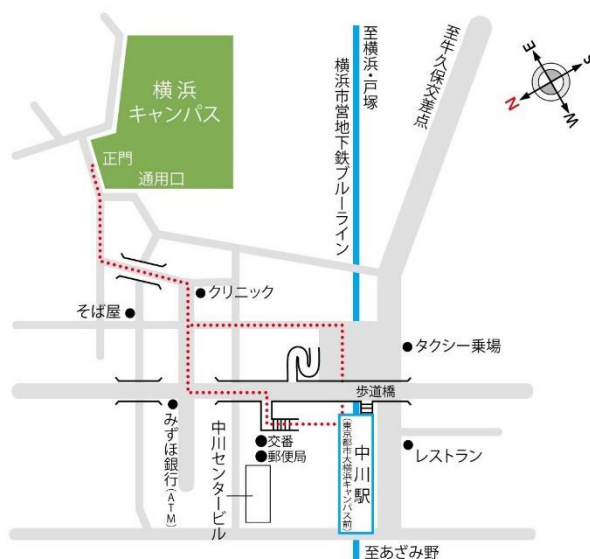 横浜
キャンパス
正門
通用口
至横浜・戸塚
横浜市営地下鉄ブルーライン
至牛久保交差点
E
S
N
W
クリニック
そば屋
タクシー乗場
歩道橋
みずほ銀行(ATM)
中川センタービル
交番
郵便局
中川駅
(東京都市大横浜キャンパス前)
レストラン
至あざみ野